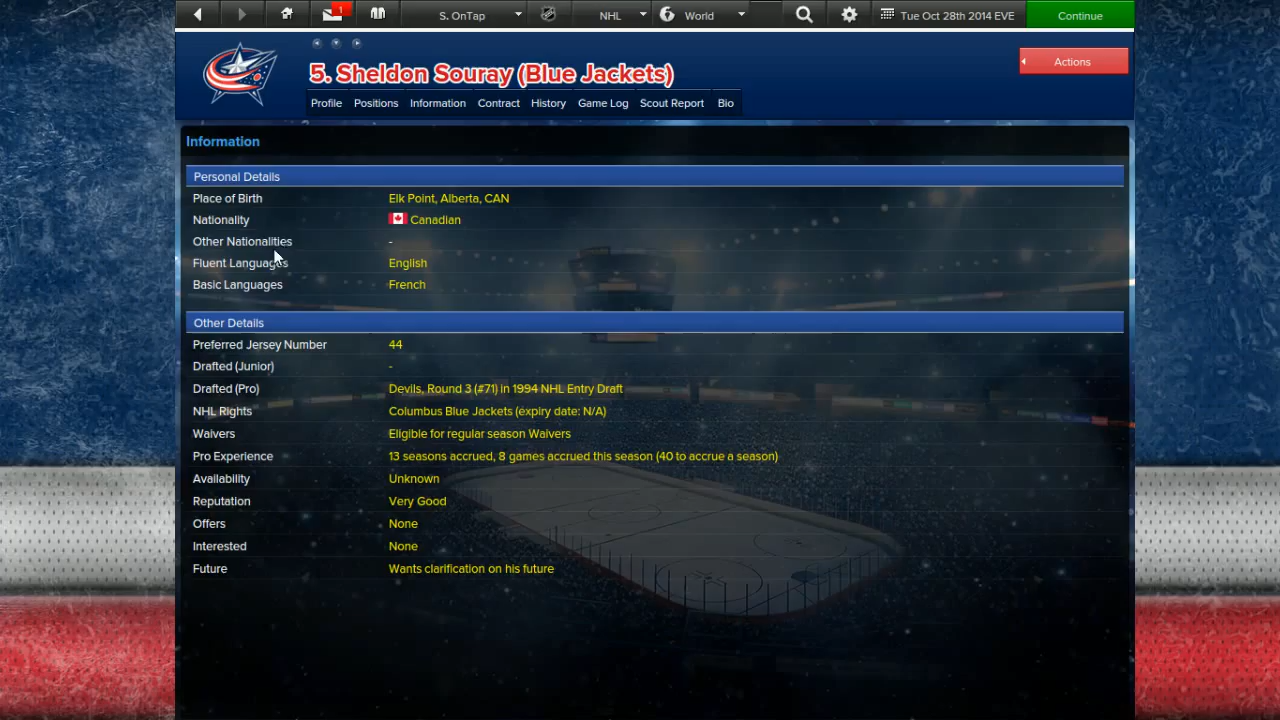 1
S. OnTap NHL World Tue Oct 28th 2014 EVE Continue
5. Sheldon Souray (Blue Jackets)
Actions
Profile Positions Information Contract History Game Log Scout Report Bio
Information
Personal Details
Place of Birth Elk Point, Alberta, CAN
Nationality Canadian
Other Nationalities -
Fluent Languages English
Basic Languages French
Other Details
Preferred Jersey Number 44
Drafted (Junior) -
Drafted (Pro) Devils, Round 3 (#71) in 1994 NHL Entry Draft
NHL Rights Columbus Blue Jackets (expiry date: N/A)
Waivers Eligible for regular season Waivers
Pro Experience 13 seasons accrued, 8 games accrued this season (40 to accrue a season)
Availability Unknown
Reputation Very Good
Offers None
Interested None
Future Wants clarification on his future